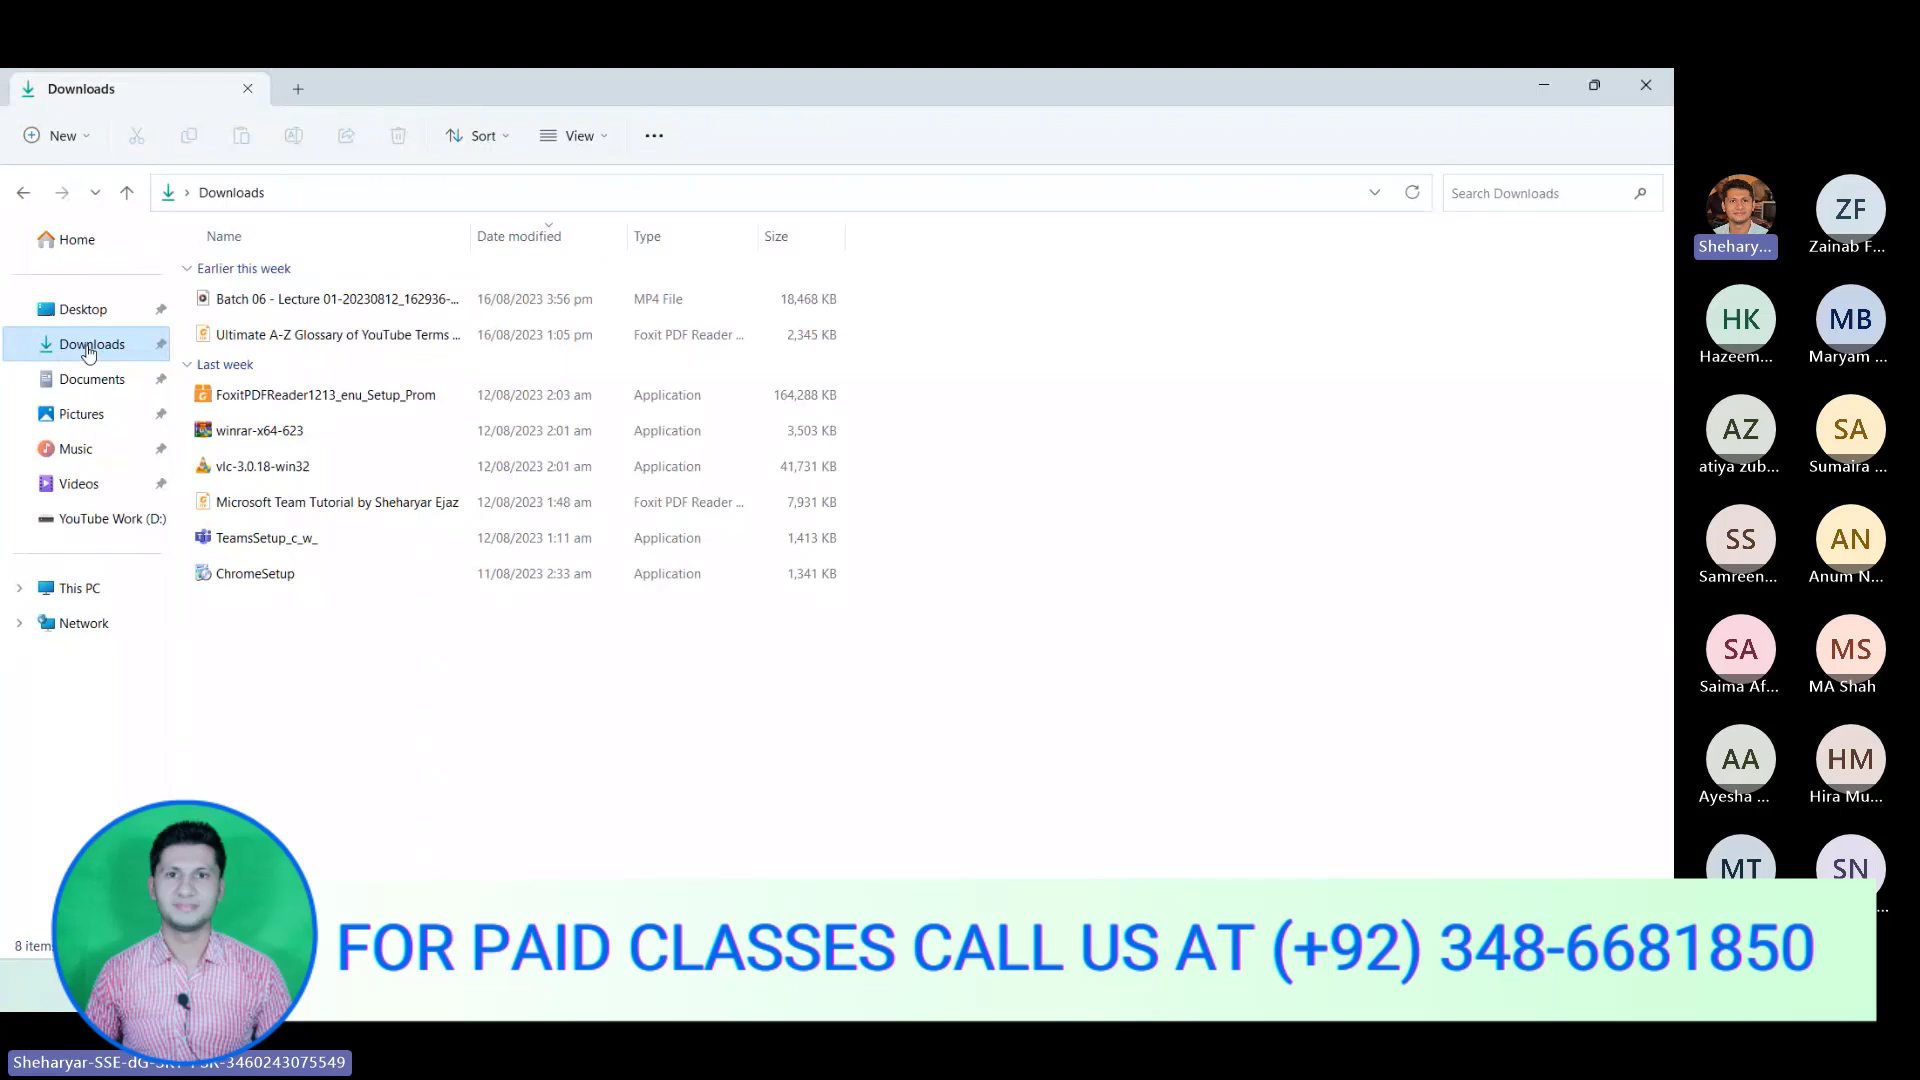 Downloads
New
Sort
View
Downloads
Search Downloads
Home
Desktop
Downloads
Documents
Pictures
Music
Videos
YouTube Work (D:)
This PC
Network
Name Date modified Type Size
Earlier this week
Batch 06 - Lecture 01-20230812_162936-... 16/08/2023 3:56 pm MP4 File 18,468 KB
Ultimate A-Z Glossary of YouTube Terms ... 16/08/2023 1:05 pm Foxit PDF Reader ... 2,345 KB
Last week
FoxitPDFReader1213_enu_Setup_Prom 12/08/2023 2:03 am Application 164,288 KB
winrar-x64-623 12/08/2023 2:01 am Application 3,503 KB
vlc-3.0.18-win32 12/08/2023 2:01 am Application 41,731 KB
Microsoft Team Tutorial by Sheharyar Ejaz 12/08/2023 1:48 am Foxit PDF Reader ... 7,931 KB
TeamsSetup_c_w_ 12/08/2023 1:11 am Application 1,413 KB
ChromeSetup 11/08/2023 2:33 am Application 1,341 KB
8 item
Shehary...
ZF
Zainab F...
HK
Hazeem...
MB
Maryam ...
AZ
atiya zub...
SA
Sumaira ...
SS
Samreen...
AN
Anum N...
SA
Saima Af...
MS
MA Shah
AA
Ayesha ...
HM
Hira Mu...
MT
SN
FOR PAID CLASSES CALL US AT (+92) 348-6681850